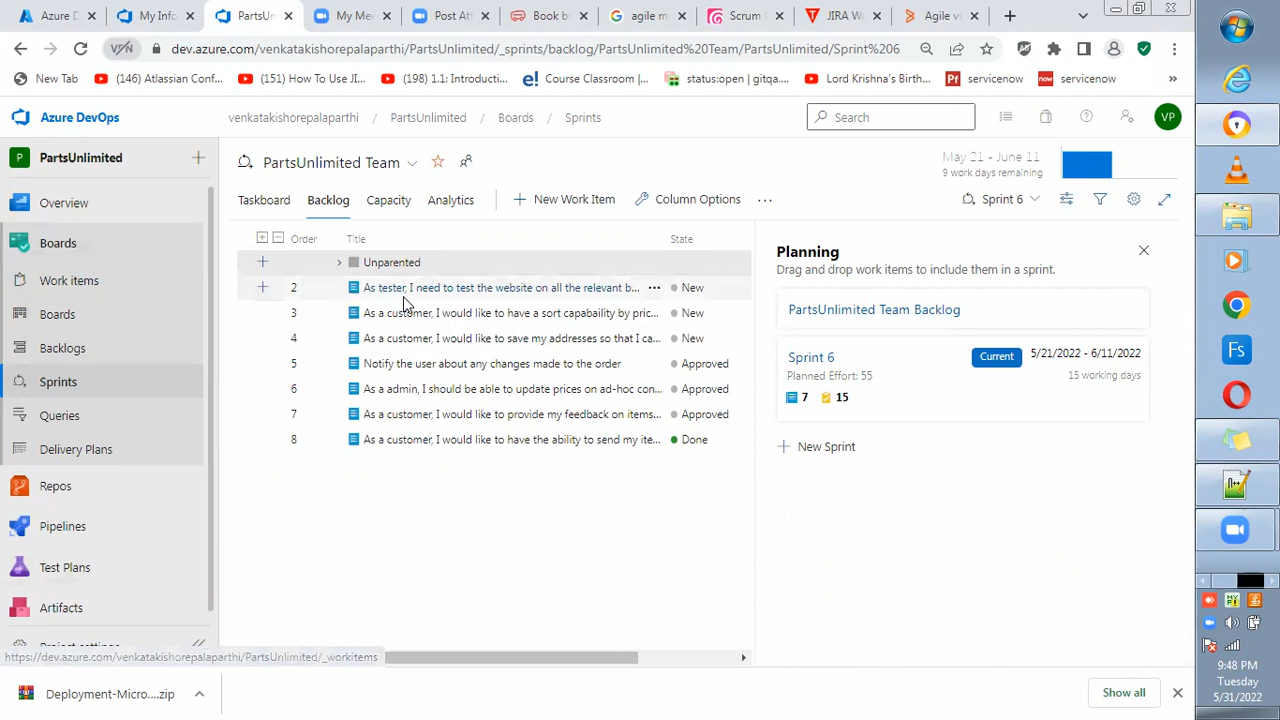 Azure D
My Info
PartsUn
My Me
Post At
Book b
agile m
Scrum
JIRA W
Agile v
VPN
dev.azure.com/venkatakishorepalaparthi/PartsUnlimited/_sprints/backlog/PartsUnlimited%20Team/PartsUnlimited/Sprint%206
New Tab
(146) Atlassian Conf...
(151) How To Use JI...
(198) 1.1: Introducti...
Course Classroom |...
status:open | gitqa....
Lord Krishna's Birth...
servicenow
servicenow
»
Azure DevOps
venkatakishorepalaparthi / PartsUnlimited / Boards / Sprints
Search
VP
P PartsUnlimited
Overview
Boards
Work items
Boards
Backlogs
Sprints
Queries
Delivery Plans
Repos
Pipelines
Test Plans
Artifacts
PartsUnlimited Team
May 21 - June 11
9 work days remaining
Taskboard Backlog Capacity Analytics
New Work Item
Column Options
Sprint 6
Order Title State
Unparented
2 As tester, I need to test the website on all the relevant b... New
3 As a customer, I would like to have a sort capabaility by pric... New
4 As a customer, I would like to save my addresses so that I ca... New
5 Notify the user about any changes made to the order Approved
6 As a admin, I should be able to update prices on ad-hoc con... Approved
7 As a customer, I would like to provide my feedback on items... Approved
8 As a customer, I would like to have the ability to send my ite... Done
Planning
Drag and drop work items to include them in a sprint.
PartsUnlimited Team Backlog
Sprint 6 Current 5/21/2022 - 6/11/2022
Planned Effort: 55 15 working days
7 15
New Sprint
https://dev.azure.com/venkatakishorepalaparthi/PartsUnlimited/_workitems
Deployment-Micro....zip
Show all
Fs
9:48 PM
Tuesday
5/31/2022